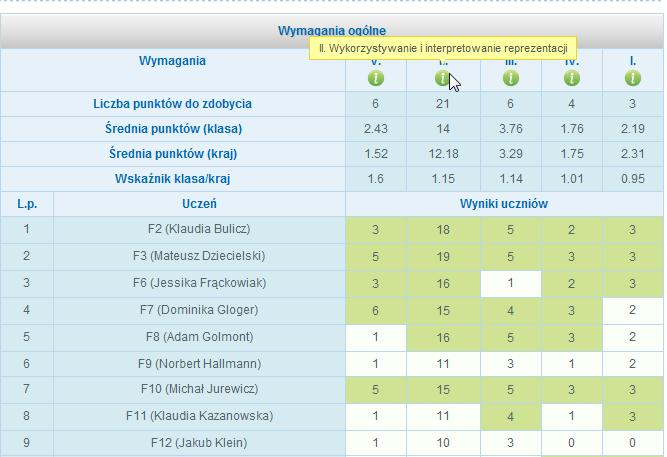 Wymagania ogólne
II. Wykorzystywanie i interpretowanie reprezentacji
Wymagania V. III. IV. I.
Liczba punktów do zdobycia 6 21 6 4 3
Średnia punktów (klasa) 2.43 14 3.76 1.76 2.19
Średnia punktów (kraj) 1.52 12.18 3.29 1.75 2.31
Wskaźnik klasa/kraj 1.6 1.15 1.14 1.01 0.95
L.p. Uczeń Wyniki uczniów
1 F2 (Klaudia Bulicz) 3 18 5 2 3
2 F3 (Mateusz Dziecielski) 5 19 5 3 3
3 F6 (Jessika Frąckowiak) 3 16 1 2 3
4 F7 (Dominika Gloger) 6 15 4 3 2
5 F8 (Adam Golmont) 1 16 5 3 2
6 F9 (Norbert Hallmann) 1 11 3 1 2
7 F10 (Michał Jurewicz) 5 15 5 3 3
8 F11 (Klaudia Kazanowska) 1 11 4 1 3
9 F12 (Jakub Klein) 1 10 3 0 0